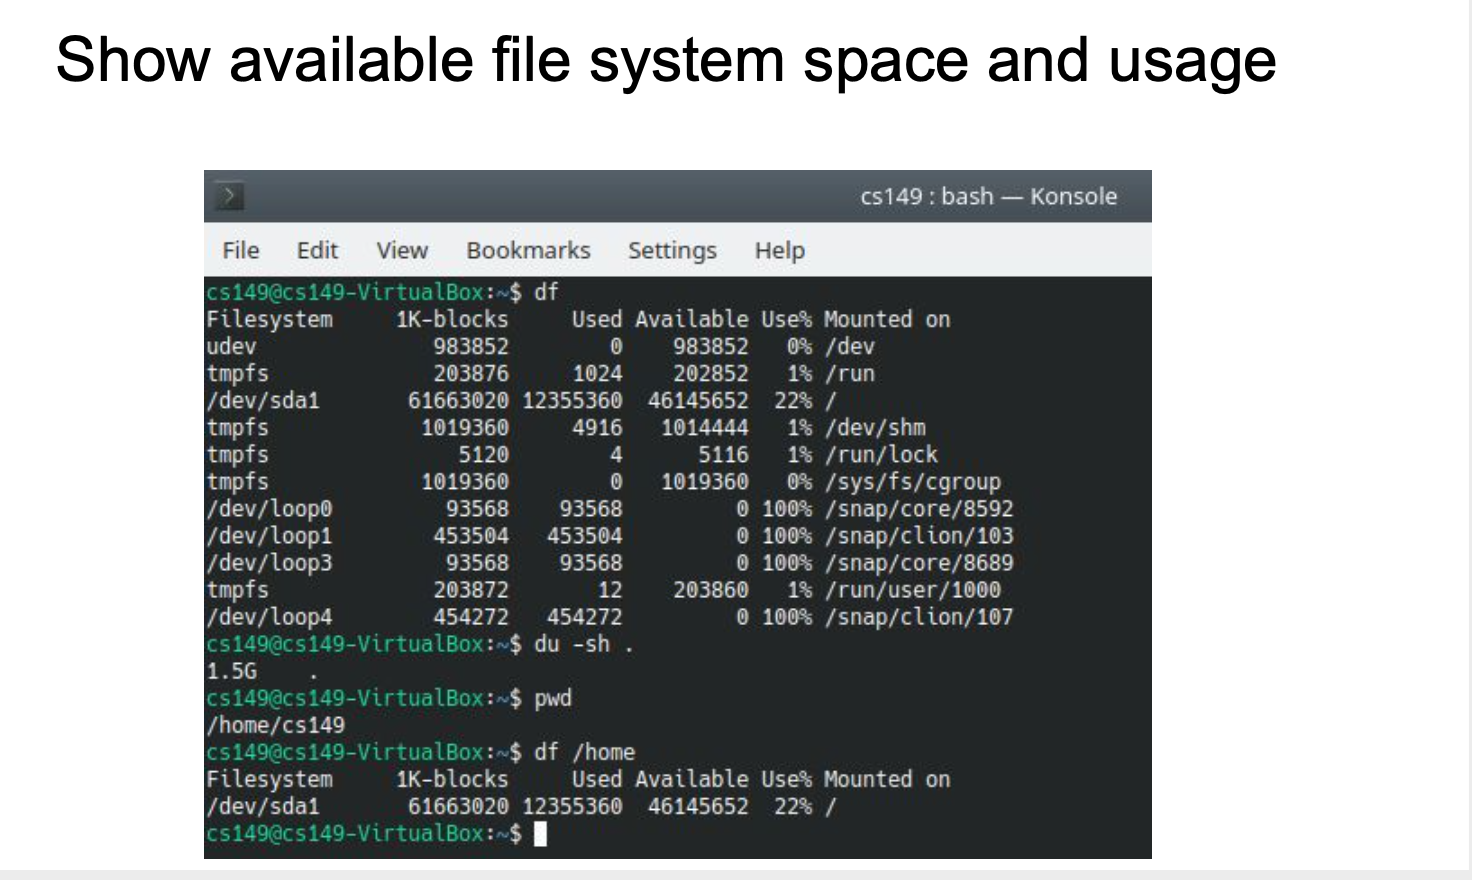 Show available file system space and usage
cs149 : bash — Konsole
File Edit View Bookmarks Settings Help
cs149@cs149-VirtualBox:~$ df
Filesystem 1K-blocks Used Available Use% Mounted on
udev 983852 0 983852 0% /dev
tmpfs 203876 1024 202852 1% /run
/dev/sda1 61663020 12355360 46145652 22% /
tmpfs 1019360 4916 1014444 1% /dev/shm
tmpfs 5120 4 5116 1% /run/lock
tmpfs 1019360 0 1019360 0% /sys/fs/cgroup
/dev/loop0 93568 93568 0 100% /snap/core/8592
/dev/loop1 453504 453504 0 100% /snap/clion/103
/dev/loop3 93568 93568 0 100% /snap/core/8689
tmpfs 203872 12 203860 1% /run/user/1000
/dev/loop4 454272 454272 0 100% /snap/clion/107
cs149@cs149-VirtualBox:~$ du -sh .
1.5G .
cs149@cs149-VirtualBox:~$ pwd
/home/cs149
cs149@cs149-VirtualBox:~$ df /home
Filesystem 1K-blocks Used Available Use% Mounted on
/dev/sda1 61663020 12355360 46145652 22% /
cs149@cs149-VirtualBox:~$